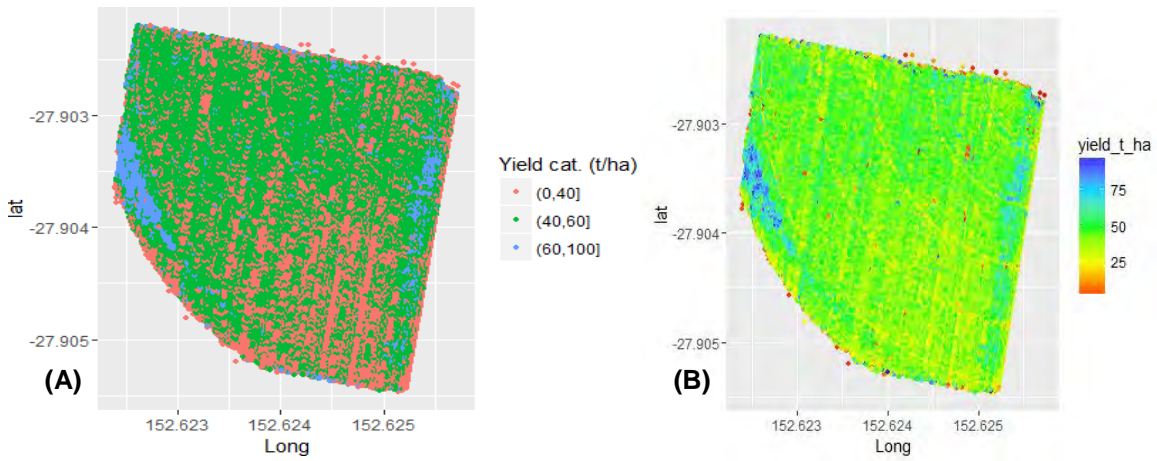 lat
-27.903
-27.904
-27.905
(A)
152.623 152.624 152.625
Long
Yield cat. (t/ha)
(0,40]
(40,60]
(60,100]
lat
-27.903
-27.904
-27.905
(B)
152.623 152.624 152.625
Long
yield_t_ha
75
50
25